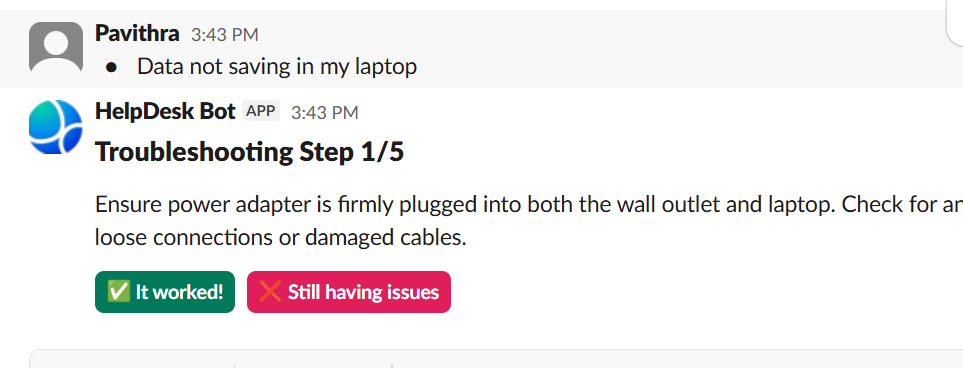 Pavithra 3:43 PM
• Data not saving in my laptop
HelpDesk Bot APP 3:43 PM
Troubleshooting Step 1/5
Ensure power adapter is firmly plugged into both the wall outlet and laptop. Check for
loose connections or damaged cables.
✅ It worked! ❌ Still having issues